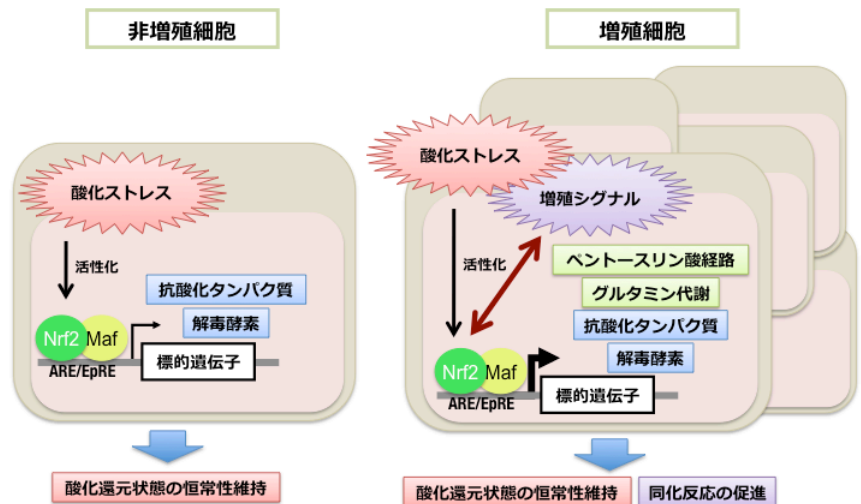 非増殖細胞
酸化ストレス
活性化
抗酸化タンパク質
解毒酵素
Nrf2 Maf
標的遺伝子
ARE/EpRE
酸化還元状態の恒常性維持
増殖細胞
酸化ストレス
増殖シグナル
活性化
ペントースリン酸経路
グルタミン代謝
抗酸化タンパク質
解毒酵素
Nrf2 Maf
標的遺伝子
ARE/EpRE
酸化還元状態の恒常性維持
同化反応の促進